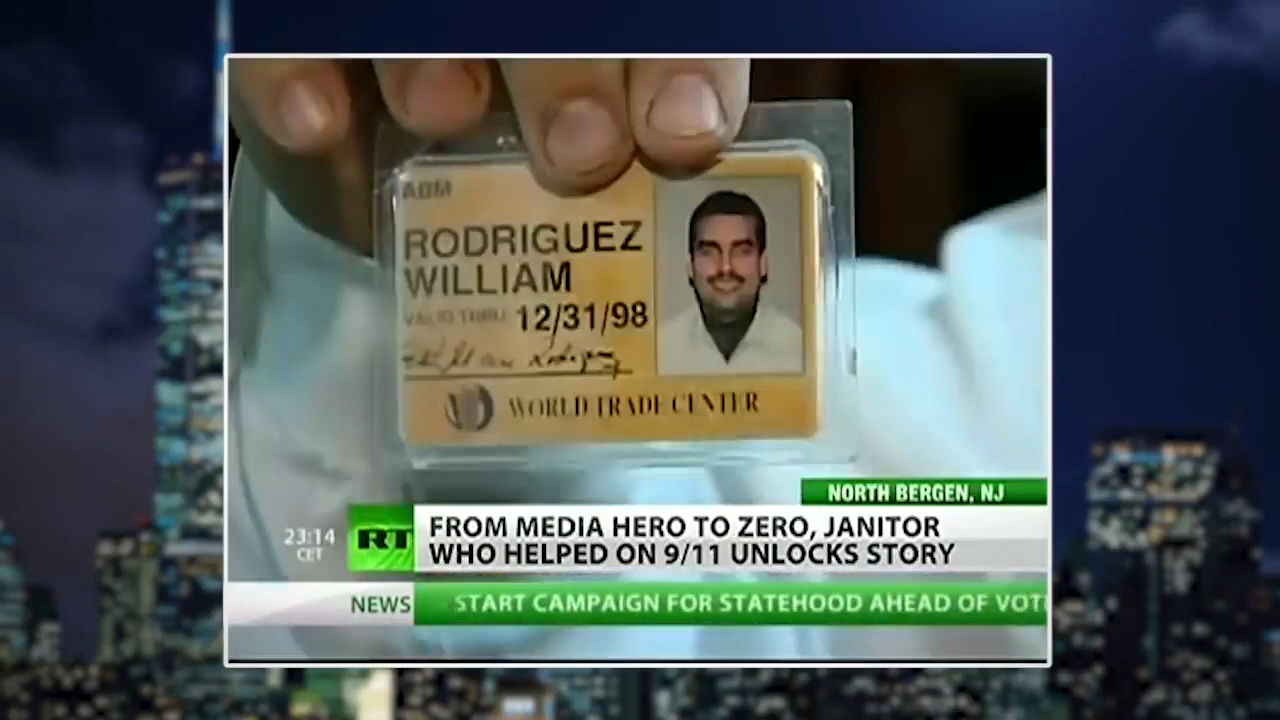 ABM
RODRIGUEZ
WILLIAM
VALID THRU 12/31/98
WORLD TRADE CENTER
NORTH BERGEN, NJ
23:14
CET
RT
FROM MEDIA HERO TO ZERO, JANITOR
WHO HELPED ON 9/11 UNLOCKS STORY
NEWS
START CAMPAIGN FOR STATEHOOD AHEAD OF VOT